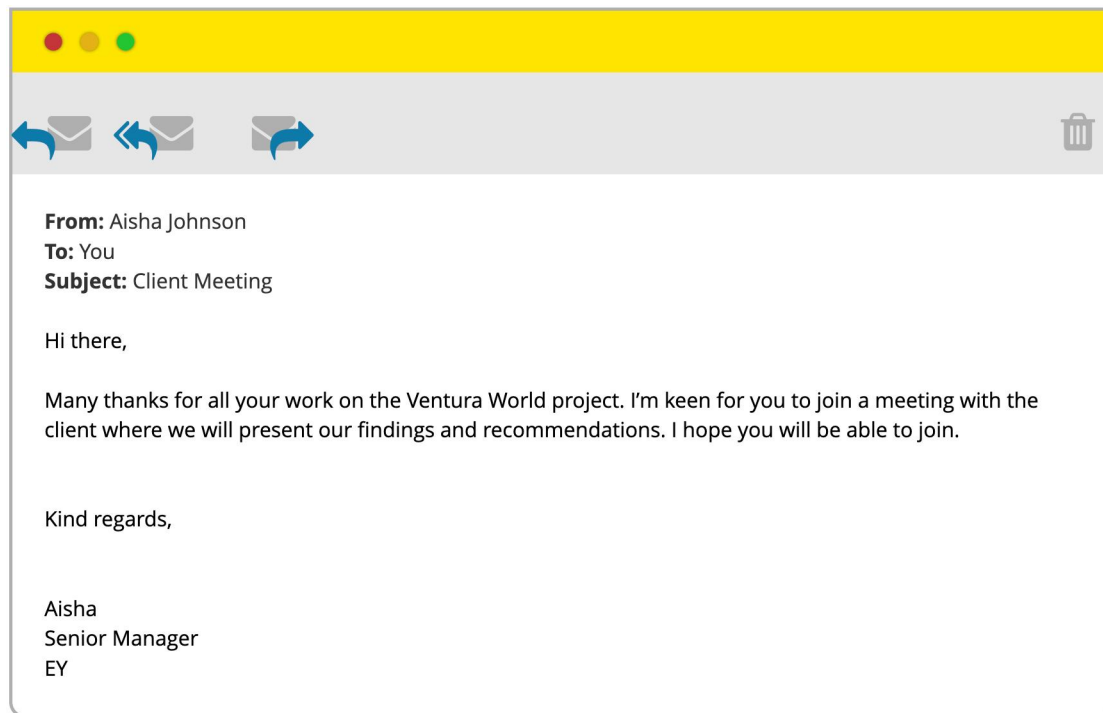 From: Aisha Johnson
To: You
Subject: Client Meeting
Hi there,
Many thanks for all your work on the Ventura World project. I’m keen for you to join a meeting with the
client where we will present our findings and recommendations. I hope you will be able to join.
Kind regards,
Aisha
Senior Manager
EY